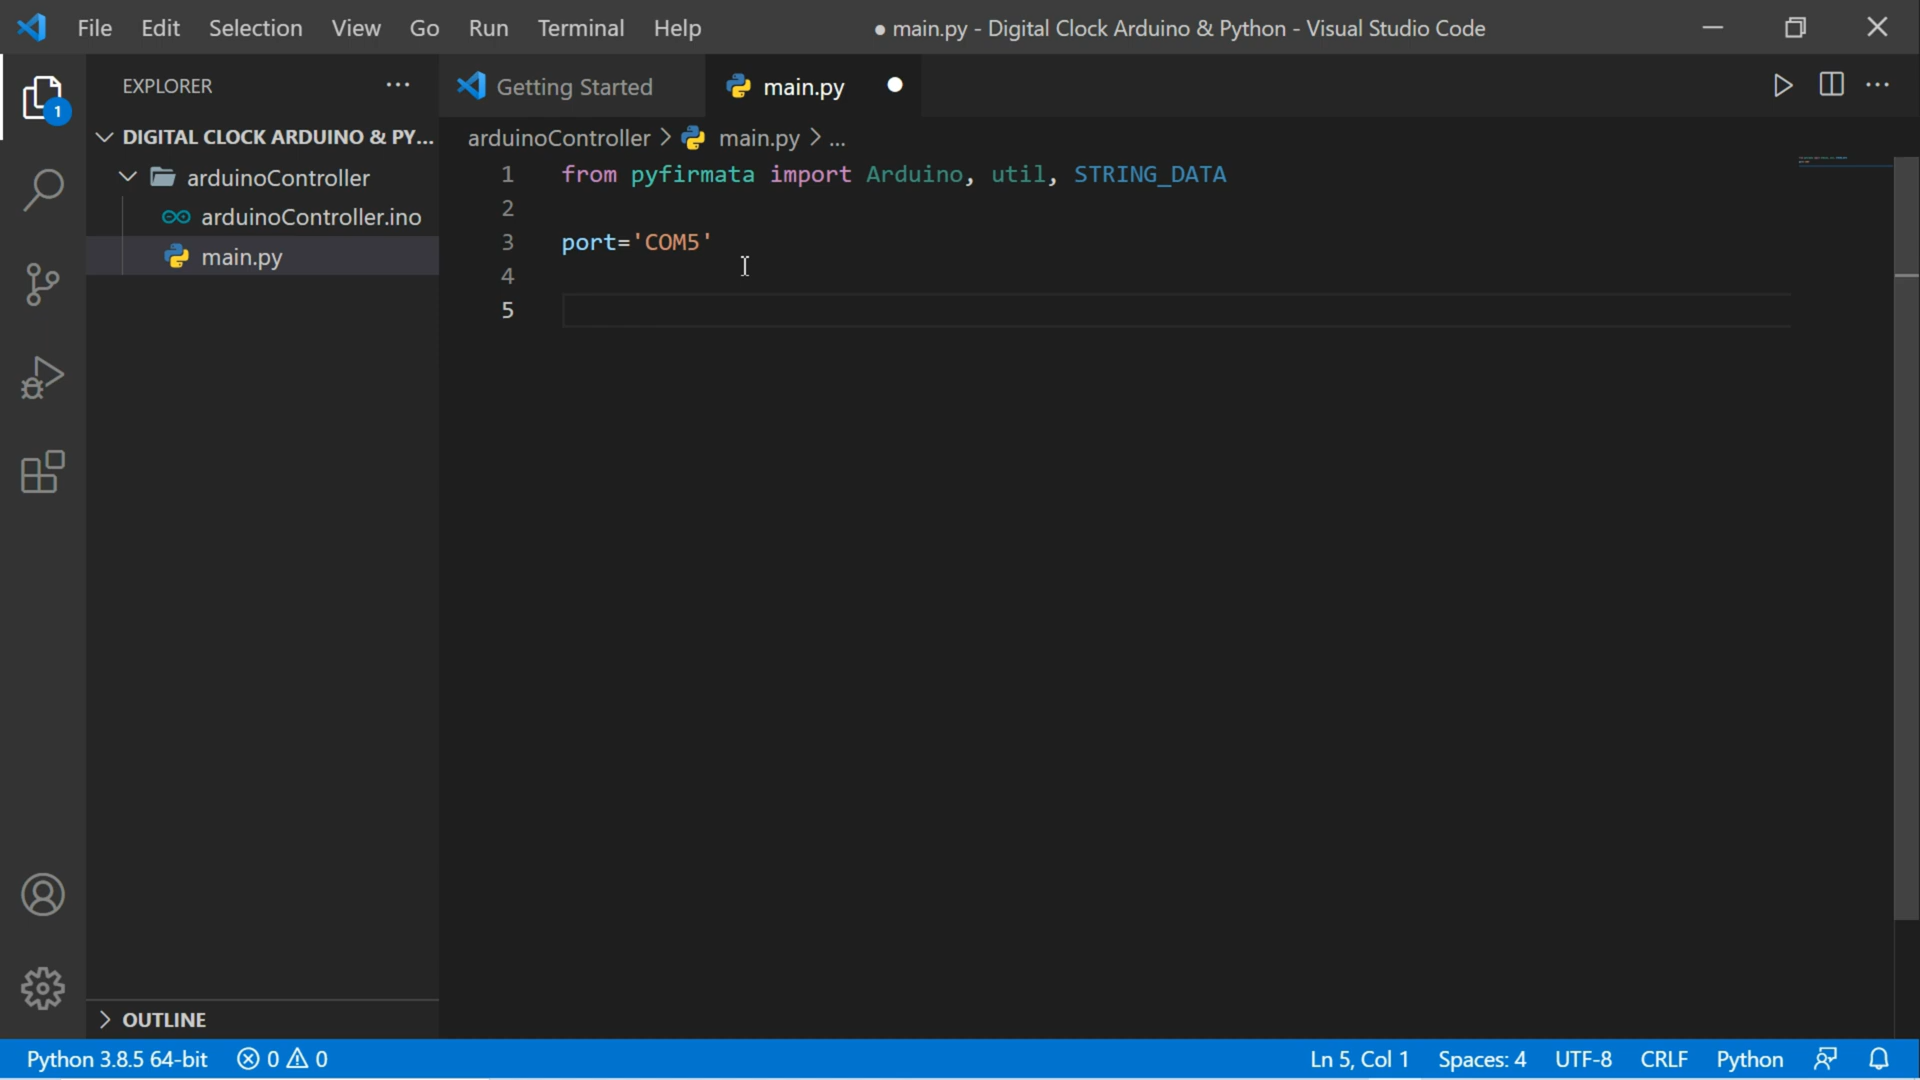 File Edit Selection View Go Run Terminal Help ● main.py - Digital Clock Arduino & Python - Visual Studio Code
EXPLORER ··· Getting Started main.py
1
DIGITAL CLOCK ARDUINO & PY...
arduinoController > main.py > ...
arduinoController
arduinoController.ino
main.py
1 from pyfirmata import Arduino, util, STRING_DATA
2
3 port='COM5'
4
5
OUTLINE
Python 3.8.5 64-bit 0 0 Ln 5, Col 1 Spaces: 4 UTF-8 CRLF Python